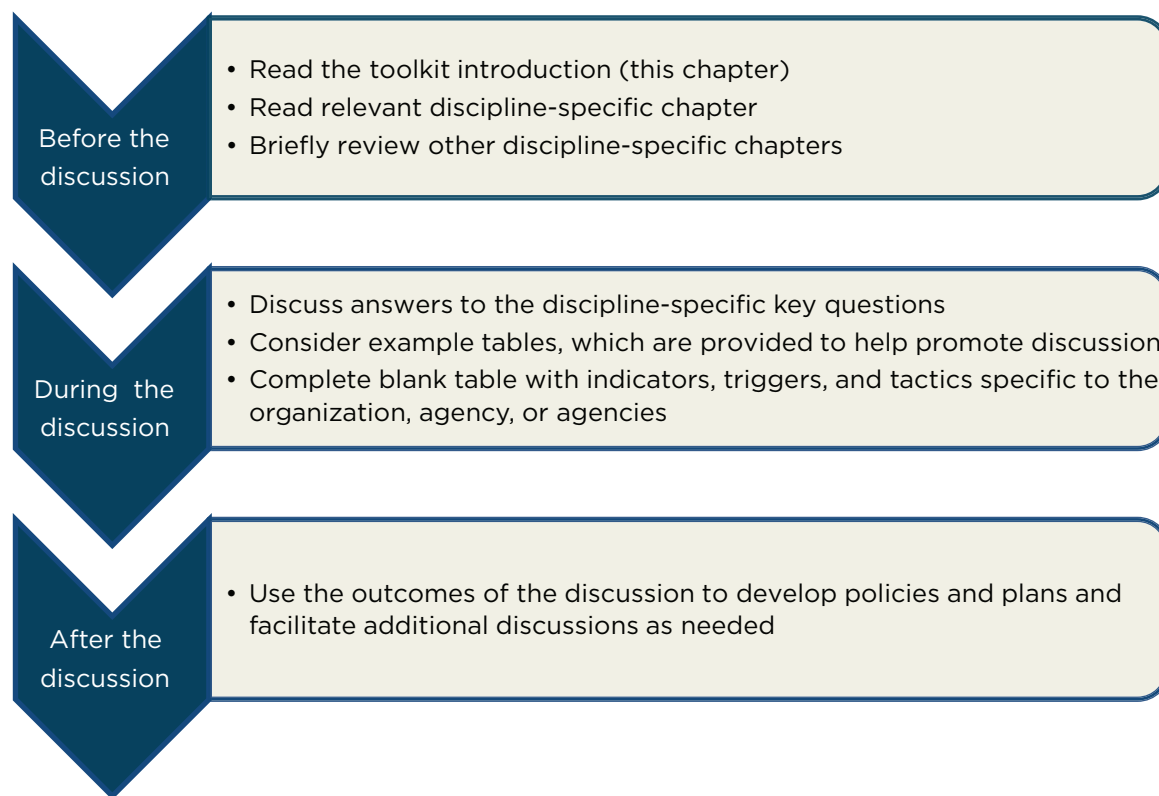 Before the
discussion
• Read the toolkit introduction (this chapter)
• Read relevant discipline-specific chapter
• Briefly review other discipline-specific chapters
During the
discussion
• Discuss answers to the discipline-specific key questions
• Consider example tables, which are provided to help promote discussion
• Complete blank table with indicators, triggers, and tactics specific to the
organization, agency, or agencies
After the
discussion
• Use the outcomes of the discussion to develop policies and plans and
facilitate additional discussions as needed